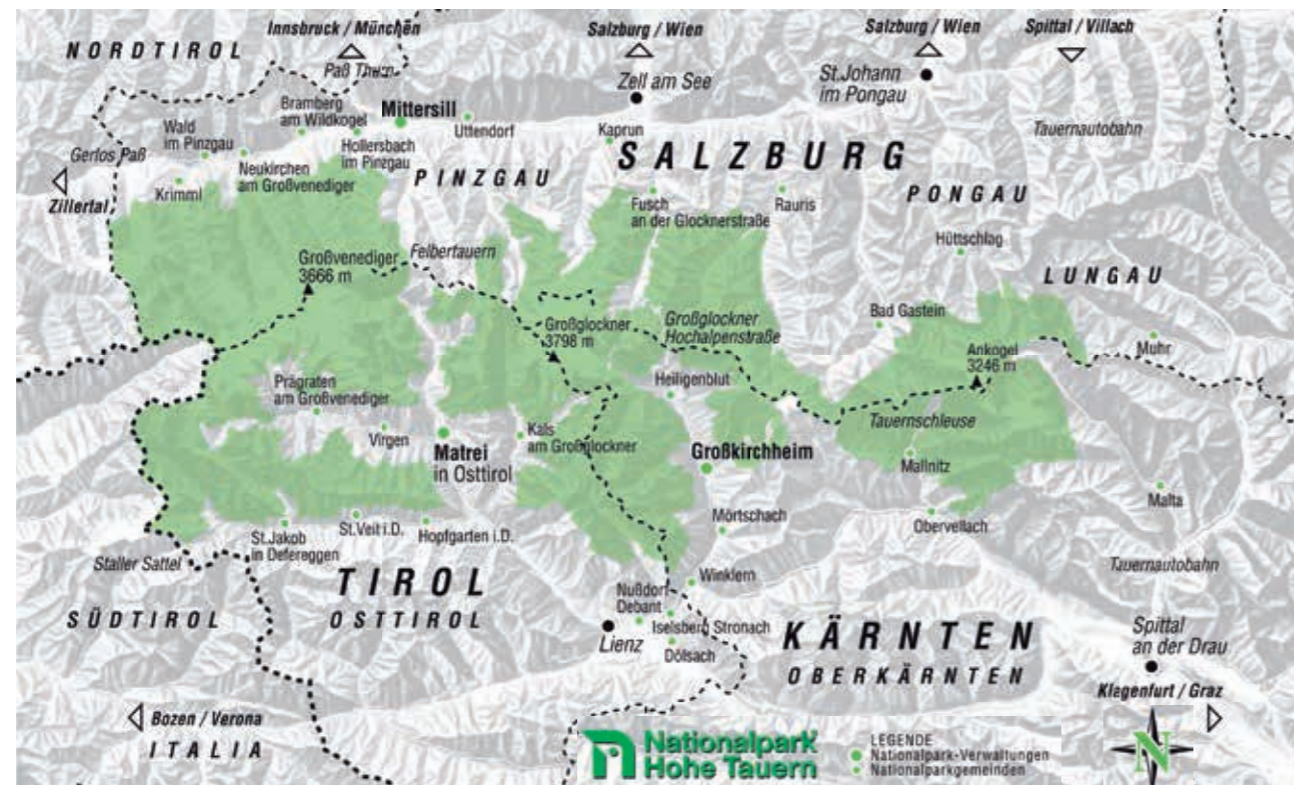 Innsbruck / München
Salzburg / Wien
Salzburg / Wien
Spittal / Villach
NORDTIROL
Paß Thurn
Zell am See
St.Johann
im Pongau
Bramberg
am Wildkogel
Mittersill
Uttendorf
Wald
im Pinzgau
Kaprun
Tauernautobahn
Gerlos Paß
Hollersbach
im Pinzgau
SALZBURG
Neukirchen
am Großvenediger
PINZGAU
Krimml
Zillertal
Fusch
an der Glocknerstraße
Rauris
PONGAU
Hüttschlag
Großvenediger
3666 m
Felbertauern
LUNGAU
Großglockner
3798 m
Großglockner
Hochalpenstraße
Bad Gastein
Ankogel
3246 m
Muhr
Prägraten
am Großvenediger
Heiligenblut
Virgen
Tauernschleuse
Matrei
in Osttirol
Kals
am Großglockner
Großkirchheim
Mallnitz
Malta
St.Jakob
in Defereggen
St.Veit i.D.
Hopfgarten i.D.
Mörtschach
Obervellach
Staller Sattel
Tauernautobahn
TIROL
OSTTIROL
Winklern
Nußdorf
Debant
SÜDTIROL
Iselsberg Stronach
Lienz
Dölsach
KÄRNTEN
OBERKÄRNTEN
Spittal
an der Drau
Klegenfurt / Graz
Bozen / Verona
ITALIA
Nationalpark
Hohe Tauern
LEGENDE
Nationalpark-Verwaltungen
Nationalparkgemeinden
N